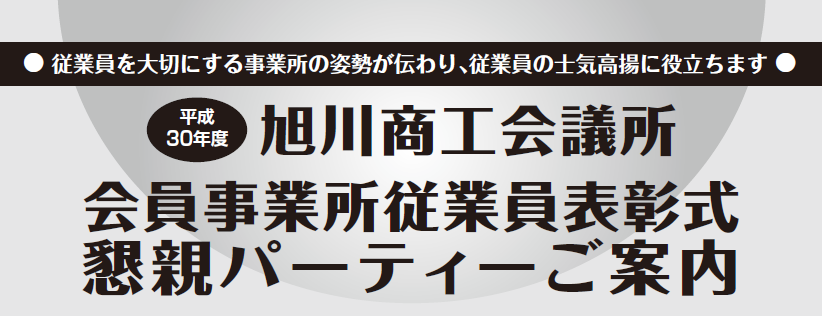 ● 従業員を大切にする事業所の姿勢が伝わり、従業員の士気高揚に役立ちます ●
平成
30年度
旭川商工会議所
会員事業所従業員表彰式
懇親パーティーご案内